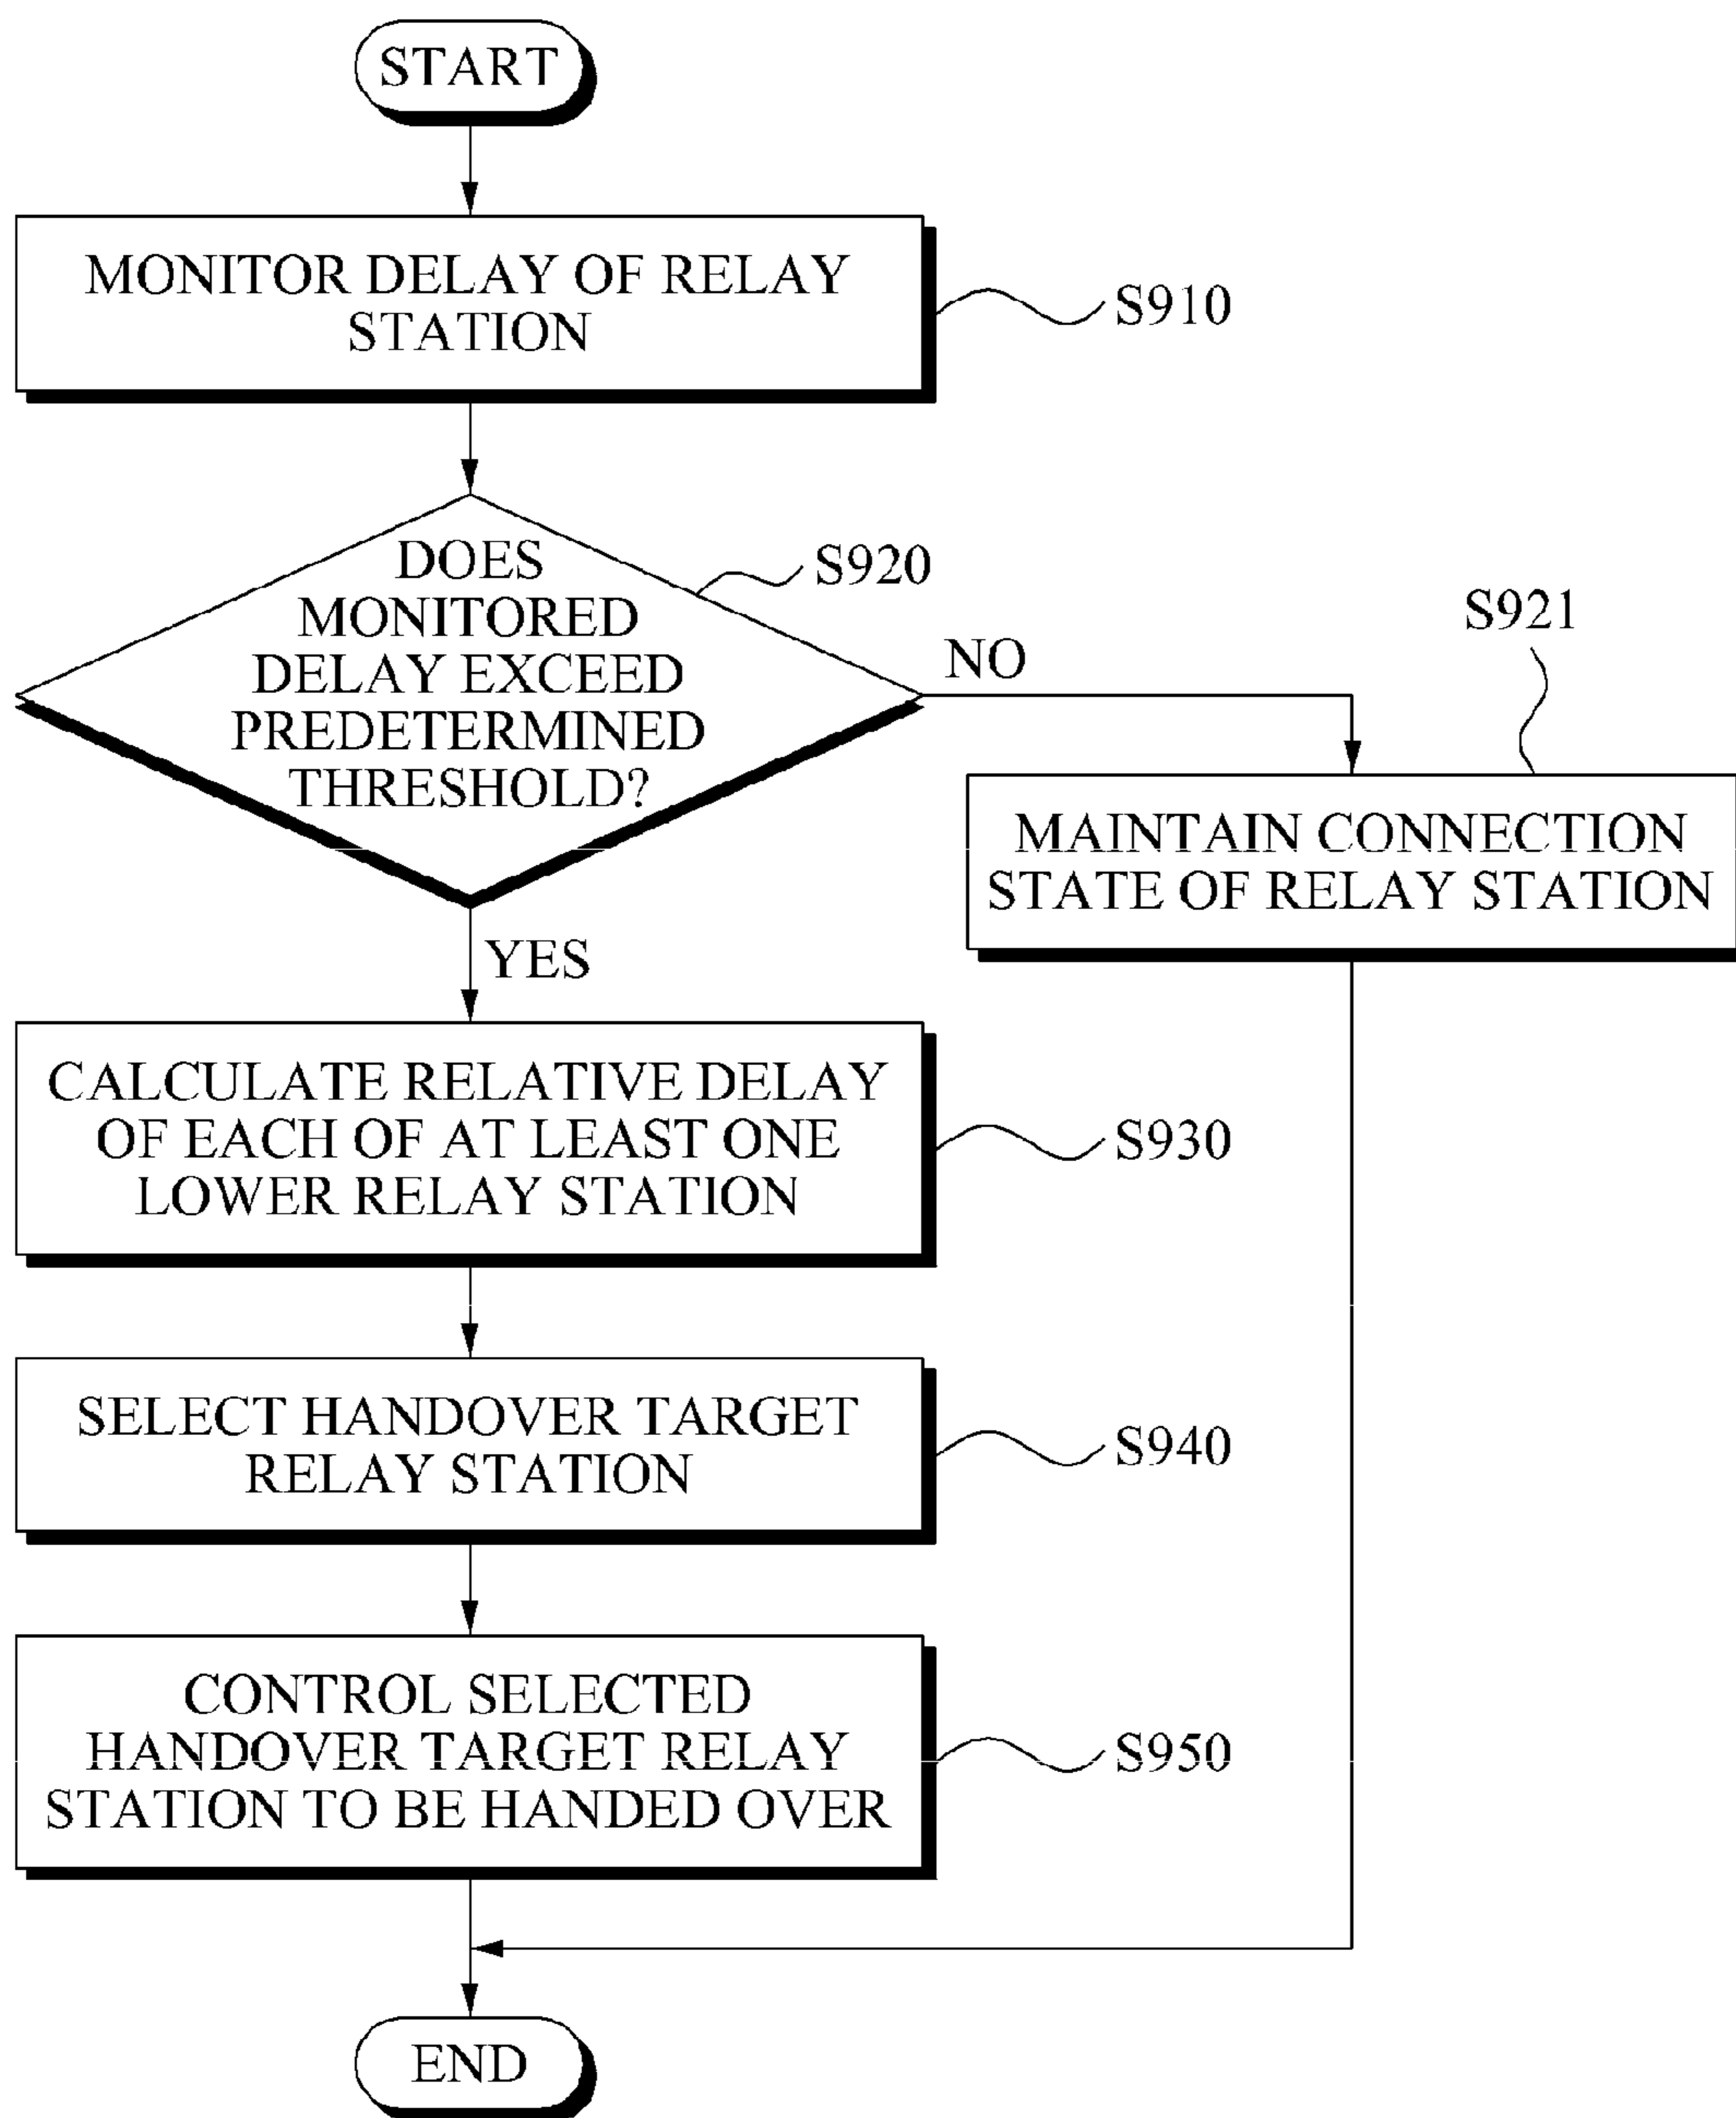 START
MONITOR DELAY OF RELAY
STATION
S910
DOES
MONITORED
DELAY EXCEED
PREDETERMINED
THRESHOLD?
S920
NO
S921
MAINTAIN CONNECTION
STATE OF RELAY STATION
YES
CALCULATE RELATIVE DELAY
OF EACH OF AT LEAST ONE
LOWER RELAY STATION
S930
SELECT HANDOVER TARGET
RELAY STATION
S940
CONTROL SELECTED
HANDOVER TARGET RELAY
STATION TO BE HANDED OVER
S950
END